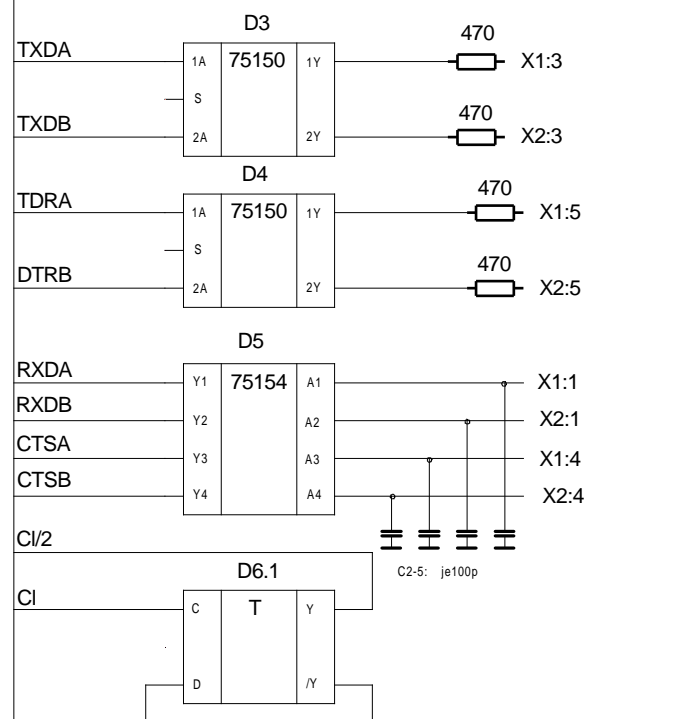 D3
470
TXDA 1A 75150 1Y X1:3
S
470
TXDB 2A 2Y X2:3
D4
470
TDRA 1A 75150 1Y X1:5
S
470
DTRB 2A 2Y X2:5
D5
RXDA Y1 75154 A1 X1:1
RXDB Y2 A2 X2:1
CTSA Y3 A3 X1:4
CTSB Y4 A4 X2:4
Cl/2
C2-5: je100p
D6.1
Cl C T Y
D /Y